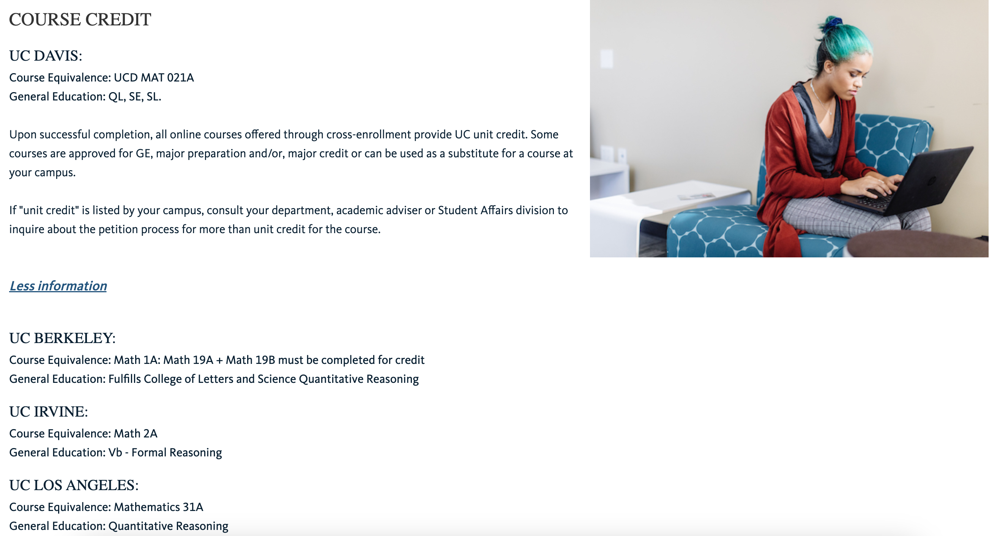 COURSE CREDIT
UC DAVIS:
Course Equivalence: UCD MAT 021A
General Education: QL, SE, SL.
Upon successful completion, all online courses offered through cross-enrollment provide UC unit credit. Some
courses are approved for GE, major preparation and/or, major credit or can be used as a substitute for a course at
your campus.
If "unit credit" is listed by your campus, consult your department, academic adviser or Student Affairs division to
inquire about the petition process for more than unit credit for the course.
Less information
UC BERKELEY:
Course Equivalence: Math 1A: Math 19A + Math 19B must be completed for credit
General Education: Fulfills College of Letters and Science Quantitative Reasoning
UC IRVINE:
Course Equivalence: Math 2A
General Education: Vb - Formal Reasoning
UC LOS ANGELES:
Course Equivalence: Mathematics 31A
General Education: Quantitative Reasoning